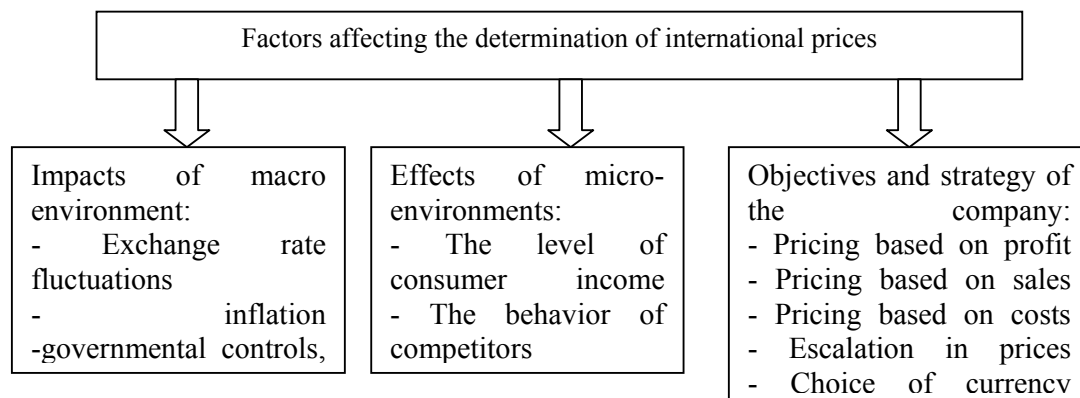 Factors affecting the determination of international prices
Impacts of macro
environment:
- Exchange rate
fluctuations
- inflation
-governmental controls,
Effects of micro-
environments:
- The level of
consumer income
- The behavior of
competitors
Objectives and strategy of
the company:
- Pricing based on profit
- Pricing based on sales
- Pricing based on costs
- Escalation in prices
- Choice of currency